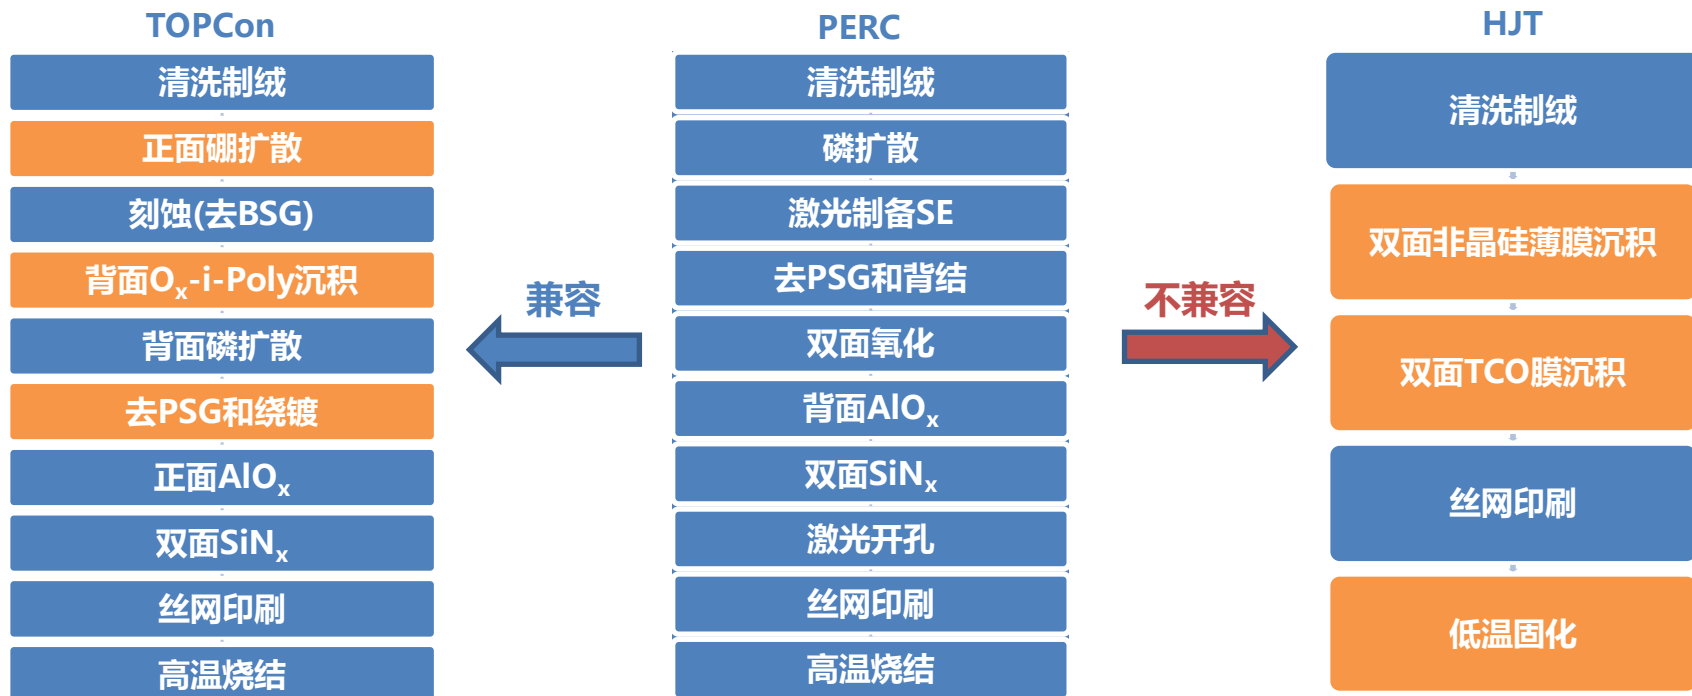 TOPCon
清洗制绒
正面硼扩散
刻蚀(去BSG)
背面Oₓ-i-Poly沉积
背面磷扩散
去PSG和绕镀
正面AlOₓ
双面SiNₓ
丝网印刷
高温烧结
兼容
PERC
清洗制绒
磷扩散
激光制备SE
去PSG和背结
双面氧化
背面AlOₓ
双面SiNₓ
激光开孔
丝网印刷
高温烧结
不兼容
HJT
清洗制绒
双面非晶硅薄膜沉积
双面TCO膜沉积
丝网印刷
低温固化